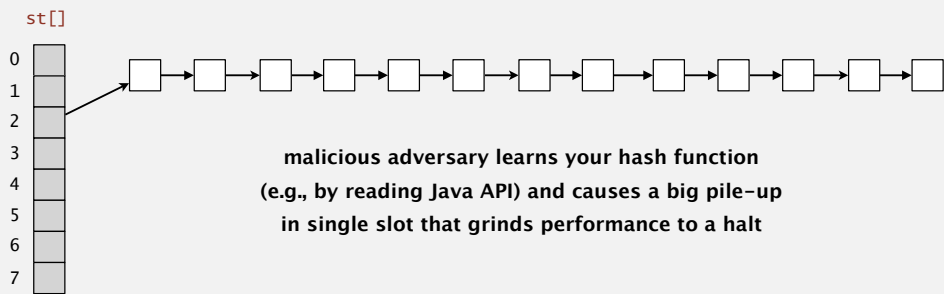 st[]
0
1
2
3
4
5
6
7
malicious adversary learns your hash function
(e.g., by reading Java API) and causes a big pile-up
in single slot that grinds performance to a halt